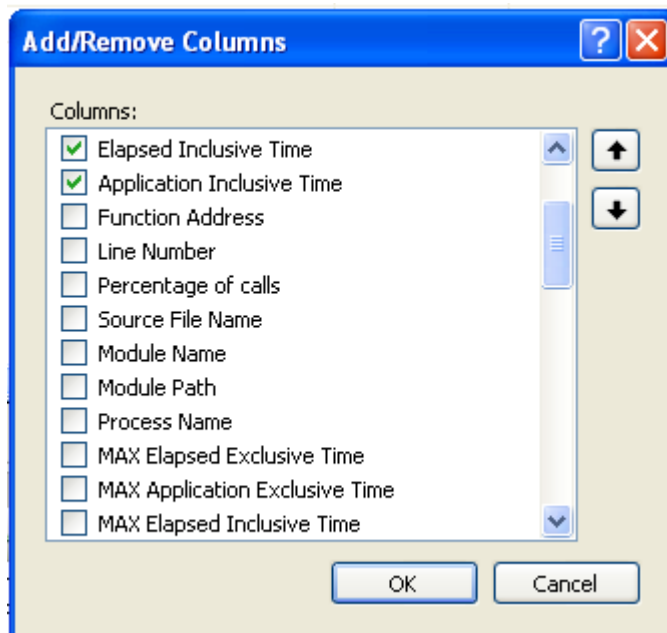 Add/Remove Columns
Columns:
Elapsed Inclusive Time
Application Inclusive Time
Function Address
Line Number
Percentage of calls
Source File Name
Module Name
Module Path
Process Name
MAX Elapsed Exclusive Time
MAX Application Exclusive Time
MAX Elapsed Inclusive Time
OK
Cancel